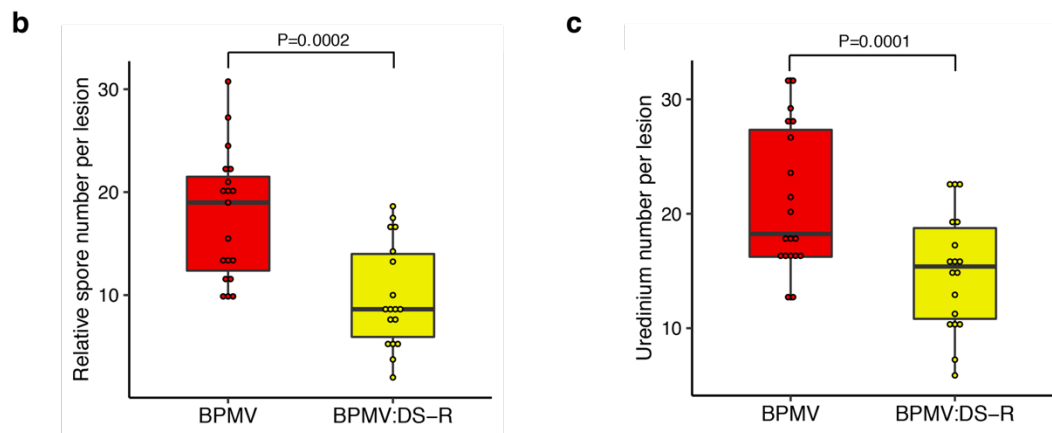 b
P=0.0002
Relative spore number per lesion
30
20
10
BPMV
BPMV:DS-R
c
P=0.0001
Uredinium number per lesion
30
20
10
BPMV
BPMV:DS-R